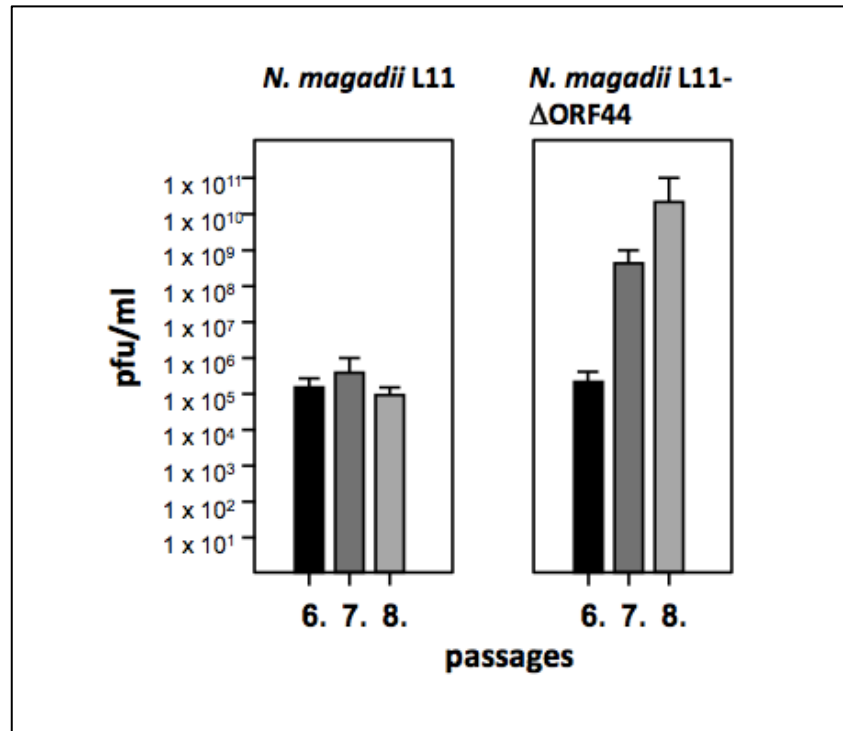 N. magadii L11
N. magadii L11-
ΔORF44
1 x 10¹¹
1 x 10¹⁰
1 x 10⁹
1 x 10⁸
1 x 10⁷
1 x 10⁶
1 x 10⁵
1 x 10⁴
1 x 10³
1 x 10²
1 x 10¹
pfu/ml
6. 7. 8.
6. 7. 8.
passages